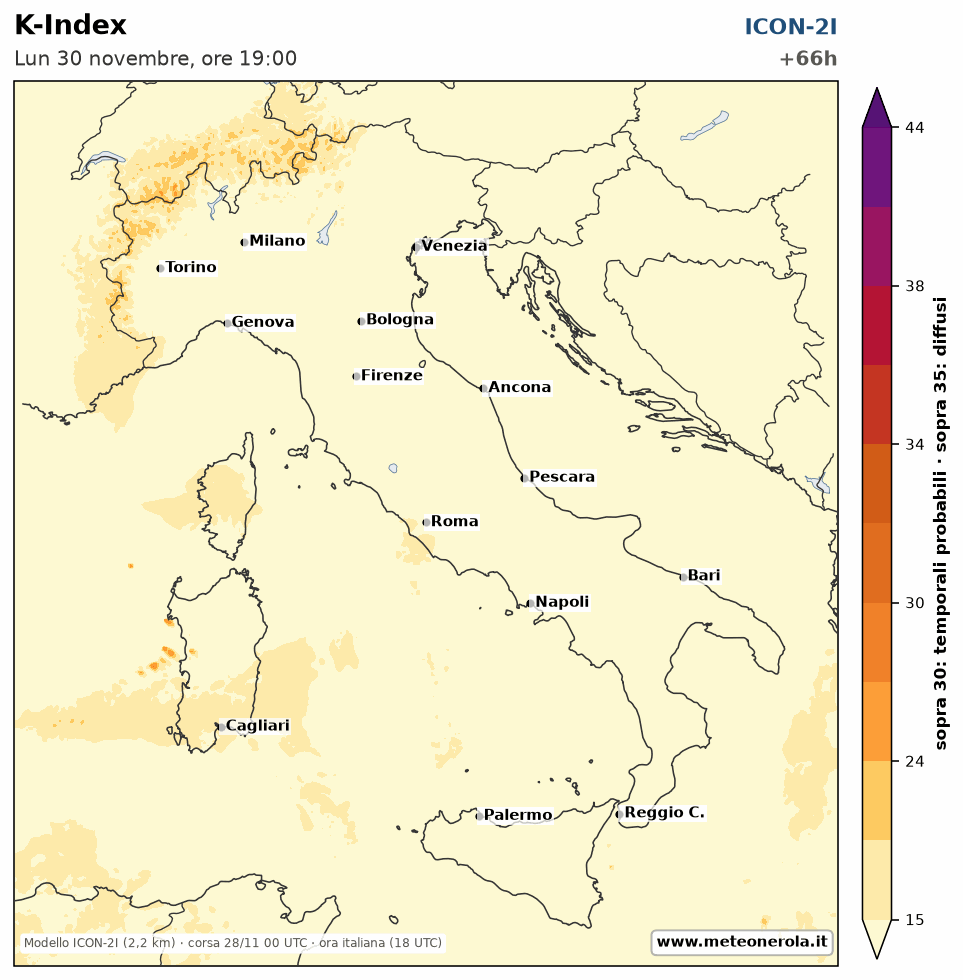 K-Index
ICON-2I
Lun 30 novembre, ore 19:00
+66h
44
38
34
30
24
15
sopra 30: temporali probabili · sopra 35: diffusi
Milano
Venezia
Torino
Genova
Bologna
Firenze
Ancona
Pescara
Roma
Bari
Napoli
Cagliari
Palermo
Reggio C.
Modello ICON-2I (2,2 km) · corsa 28/11 00 UTC · ora italiana (18 UTC)
www.meteonerola.it